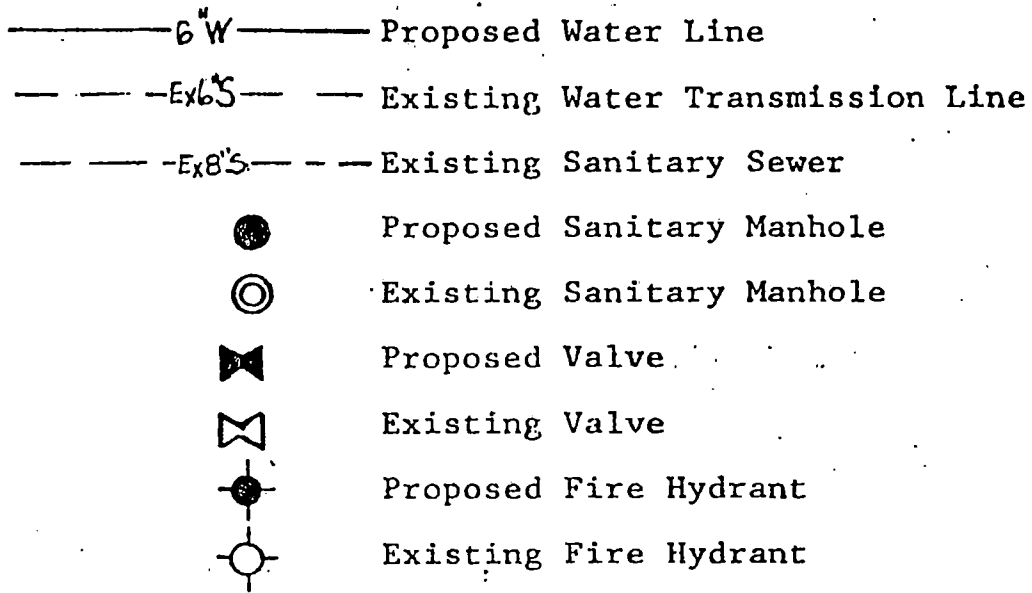 6"W Proposed Water Line
Ex6"S Existing Water Transmission Line
Ex8"S Existing Sanitary Sewer
Proposed Sanitary Manhole
Existing Sanitary Manhole
Proposed Valve
Existing Valve
Proposed Fire Hydrant
Existing Fire Hydrant